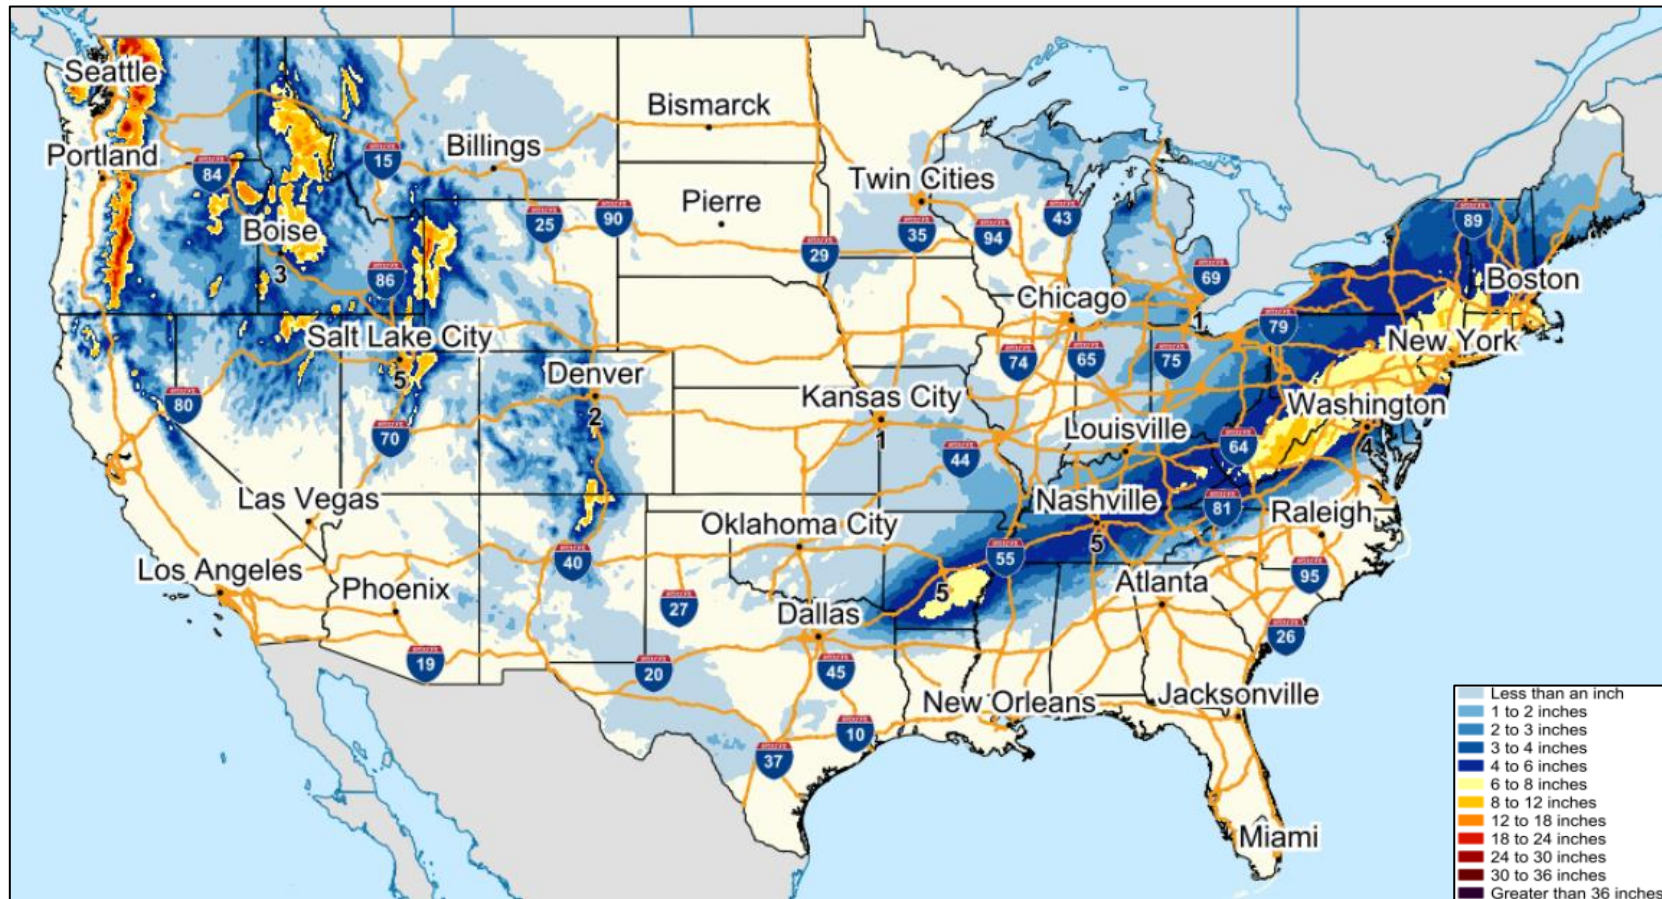 Seattle
Portland
84
15
Billings
Bismarck
Boise
3
86
25
90
Pierre
Twin Cities
35
94
43
29
69
89
Boston
Chicago
1
79
New York
Salt Lake City
5
80
70
Denver
2
Kansas City
1
74
65
75
Washington
4
Louisville
64
44
Las Vegas
Oklahoma City
Nashville
5
81
Raleigh
Los Angeles
Phoenix
40
27
55
5
Atlanta
95
Dallas
26
19
20
45
New Orleans
Jacksonville
10
37
Miami
Less than an inch
1 to 2 inches
2 to 3 inches
3 to 4 inches
4 to 6 inches
6 to 8 inches
8 to 12 inches
12 to 18 inches
18 to 24 inches
24 to 30 inches
30 to 36 inches
Greater than 36 inches